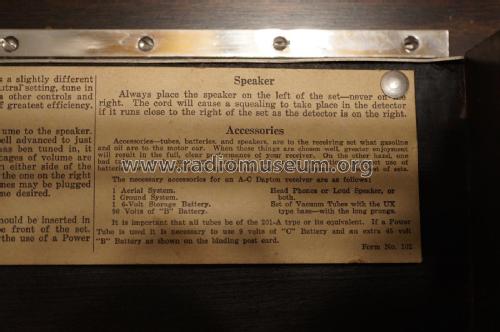 s a slightly different
utral setting, tune in
s other controls and
f greatest efficiency.
ume to the speaker.
ell advanced to just
as ben tuned in, it
ages of volume are
n either side of the
the one on the right
nes may be plugged
me desired.
hould be inserted in
he front of the set.
the use of a Power
Speaker
Always place the speaker on the left of the set—never on the
right. The cord will cause a squealing to take place in the detector
if it runs close to the right of the set as the detector is on the right.
Accessories
Accessories—tubes, batteries, and speakers, are to the receiving set what gasoline
and oil are to the motor car. When these things are chosen well, greater enjoyment
will result in the full, clear performance of your receiver. On the other hand, one bad
use of
of sets.
www.radiomuseum.org
The necessary accessories for an A-C Dayton receiver are as follows:
1 Aerial System.
1 Ground System.
1 6-Volt Storage Battery.
90 Volts of "B" Battery.
Head Phones or Loud Speaker, or
both.
Set of Vacuum Tubes with the UX
type base—with the long prongs.
It is important that all tubes be of the 201-A type or its equivalent. If a Power
Tube is used it is necessary to use 9 volts of "C" Battery and an extra 45 volt
"B" Battery as shown on the binding post card.
Form No. 102